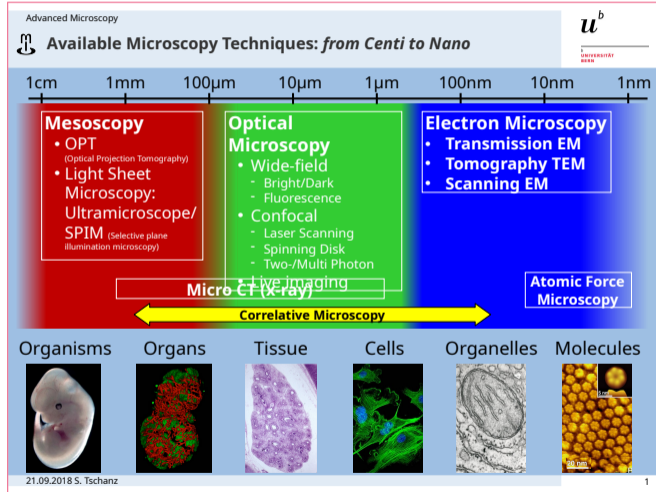 Advanced Microscopy
Available Microscopy Techniques: from Centi to Nano
u^b
b
UNIVERSITÄT
BERN
1cm 1mm 100µm 10µm 1µm 100nm 10nm 1nm
Mesoscopy
• OPT
(Optical Projection Tomography)
• Light Sheet
Microscopy:
Ultramicroscope/
SPIM (Selective plane
illumination microscopy)
Optical
Microscopy
• Wide-field
- Bright/Dark
- Fluorescence
• Confocal
- Laser Scanning
- Spinning Disk
- Two-/Multi Photon
• Live imaging
Electron Microscopy
• Transmission EM
• Tomography TEM
• Scanning EM
Micro CT (x-ray)
Atomic Force
Microscopy
Correlative Microscopy
Organisms Organs Tissue Cells Organelles Molecules
20 nm
21.09.2018 S. Tschanz 1